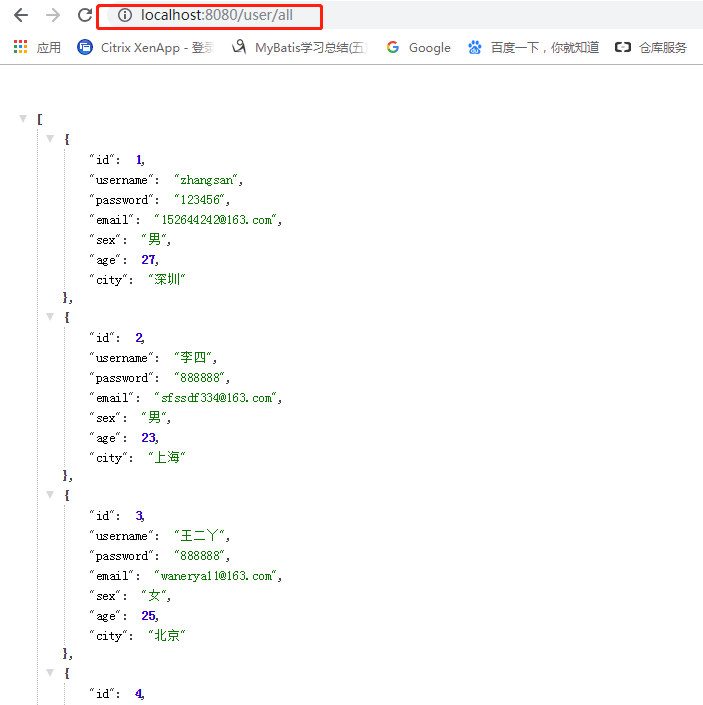 localhost:8080/user/all
应用 Citrix XenApp - 登录 MyBatis学习总结(五 Google 百度一下，你就知道 仓库服务
[
{
"id": 1,
"username": "zhangsan",
"password": "123456",
"email": "152644242@163.com",
"sex": "男",
"age": 27,
"city": "深圳"
},
{
"id": 2,
"username": "李四",
"password": "888888",
"email": "sfssdf334@163.com",
"sex": "男",
"age": 23,
"city": "上海"
},
{
"id": 3,
"username": "王二丫",
"password": "888888",
"email": "wanerya11@163.com",
"sex": "女",
"age": 25,
"city": "北京"
},
{
"id": 4,